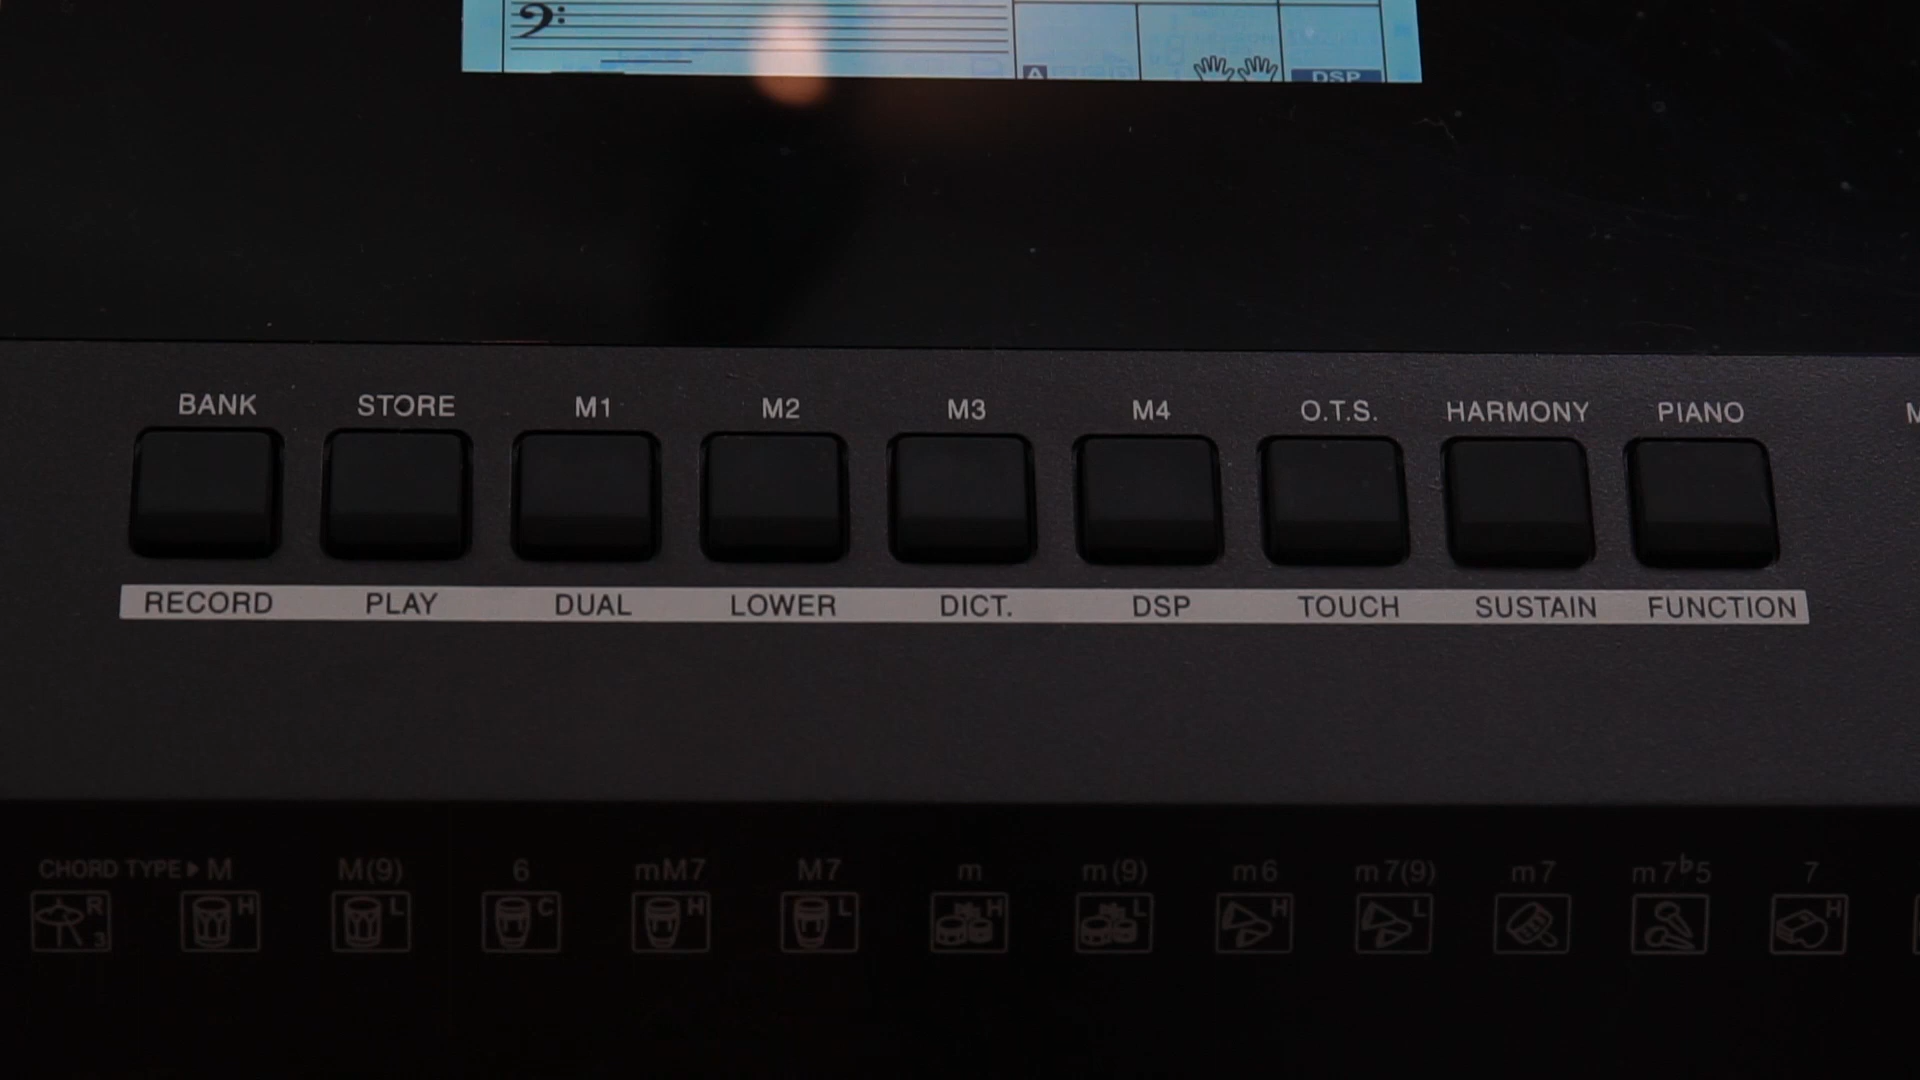 A DSP
BANK STORE M1 M2 M3 M4 O.T.S. HARMONY PIANO
RECORD PLAY DUAL LOWER DICT. DSP TOUCH SUSTAIN FUNCTION
CHORD TYPE ▶ M M(9) 6 mM7 M7 m m(9) m6 m7(9) m7 m7♭5 7
R 3 H L C H L H L H L H